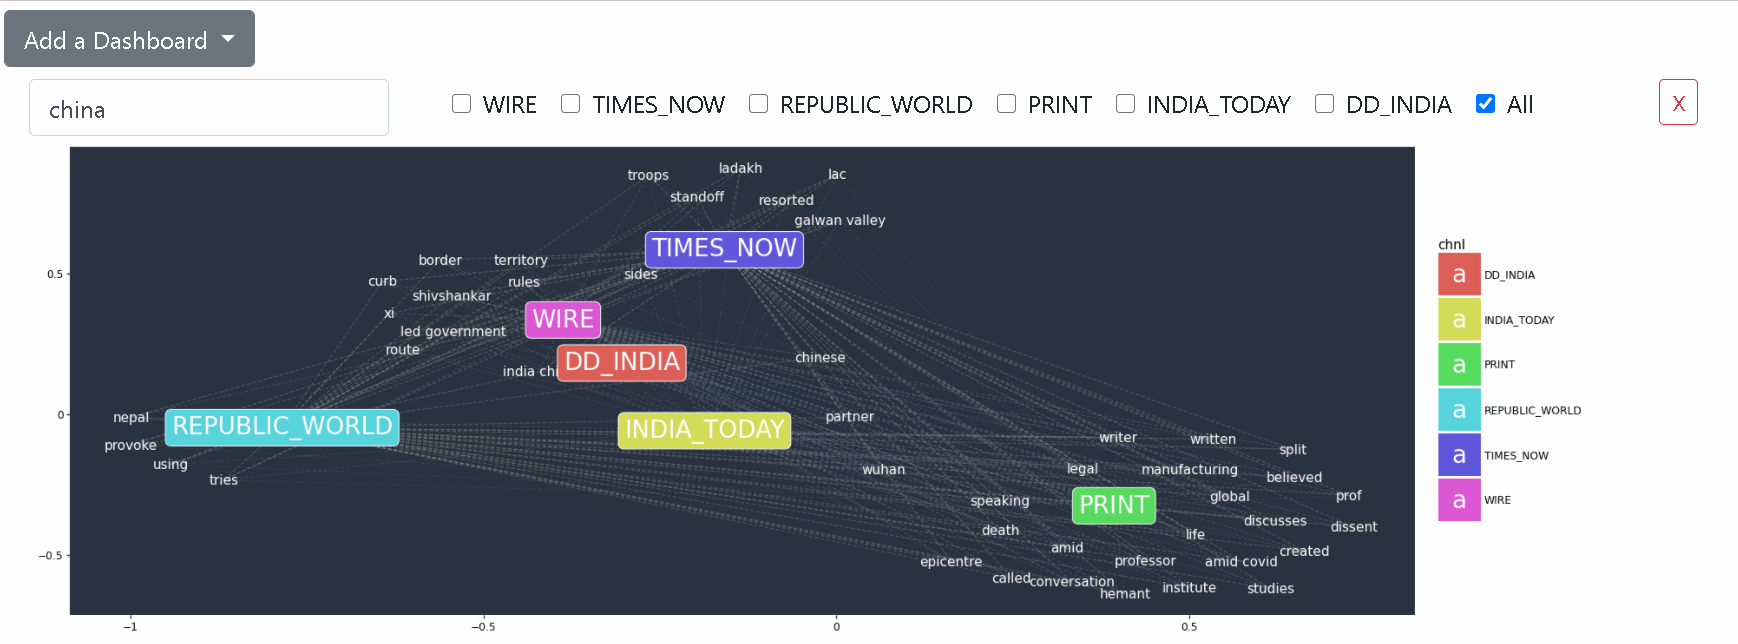 Add a Dashboard
china
WIRE TIMES_NOW REPUBLIC_WORLD PRINT INDIA_TODAY DD_INDIA All X
ladakh
troops
lac
standoff
resorted
galwan valley
TIMES_NOW
border
territory
sides
curb
rules
shivshankar
xi
WIRE
led government
route
DD_INDIA
chinese
india chi
nepal
REPUBLIC_WORLD
INDIA_TODAY
partner
provoke
using
tries
writer
written
split
wuhan
legal
manufacturing
believed
speaking
PRINT
global
prof
discusses
dissent
death
life
amid
created
epicentre
professor
amid covid
called
conversation
hemant
institute
studies
0.5
0
−0.5
−1
−0.5
0
0.5
chnl
a DD_INDIA
a INDIA_TODAY
a PRINT
a REPUBLIC_WORLD
a TIMES_NOW
a WIRE